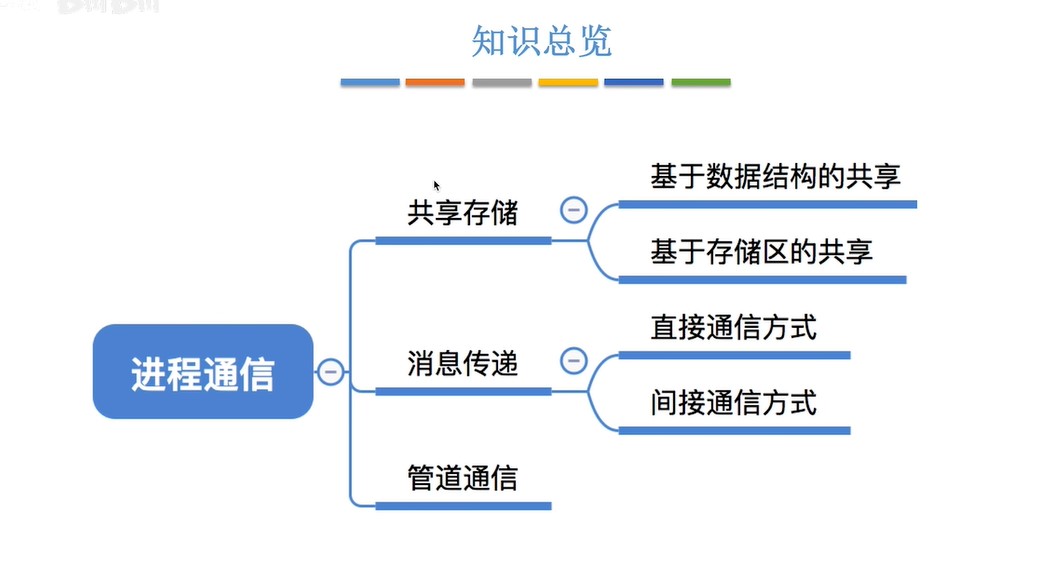 知识总览
共享存储
基于数据结构的共享
基于存储区的共享
进程通信
消息传递
直接通信方式
间接通信方式
管道通信